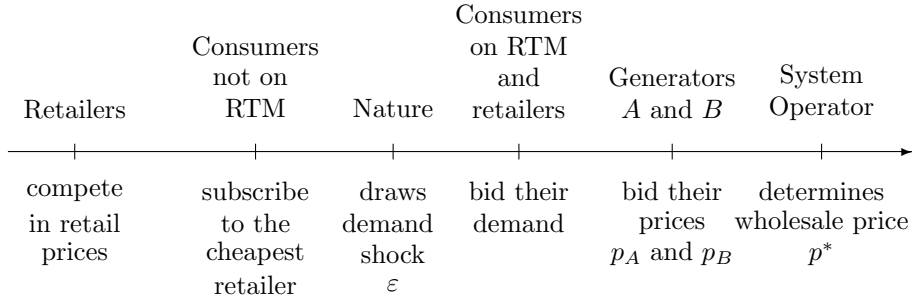 Retailers
Consumers
not on
RTM
Nature
Consumers
on RTM
and
retailers
Generators
A and B
System
Operator
compete
in retail
prices
subscribe
to the
cheapest
retailer
draws
demand
shock
ε
bid their
demand
bid their
prices
p_A and p_B
determines
wholesale price
p*